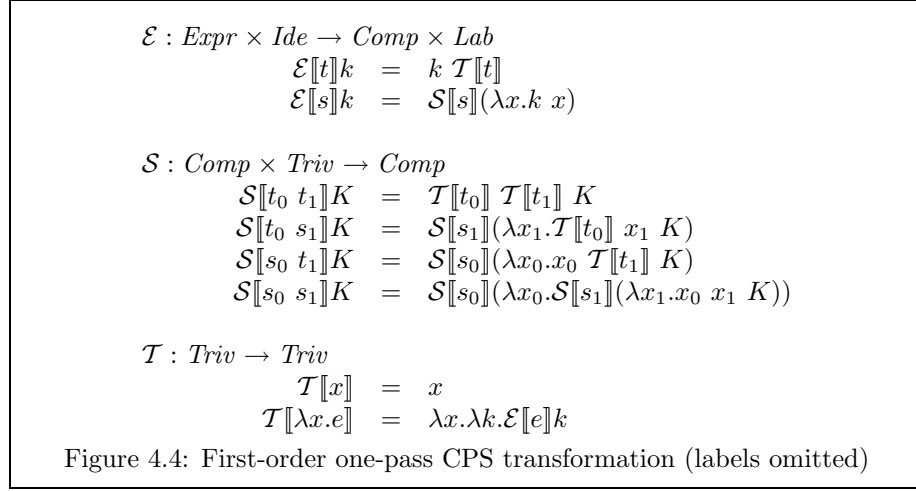 ℰ : Expr × Ide → Comp × Lab
ℰ⟦t⟧k = k 𝒯⟦t⟧
ℰ⟦s⟧k = 𝒮⟦s⟧(λx.k x)
𝒮 : Comp × Triv → Comp
𝒮⟦t₀ t₁⟧K = 𝒯⟦t₀⟧ 𝒯⟦t₁⟧ K
𝒮⟦t₀ s₁⟧K = 𝒮⟦s₁⟧(λx₁.𝒯⟦t₀⟧ x₁ K)
𝒮⟦s₀ t₁⟧K = 𝒮⟦s₀⟧(λx₀.x₀ 𝒯⟦t₁⟧ K)
𝒮⟦s₀ s₁⟧K = 𝒮⟦s₀⟧(λx₀.𝒮⟦s₁⟧(λx₁.x₀ x₁ K))
𝒯 : Triv → Triv
𝒯⟦x⟧ = x
𝒯⟦λx.e⟧ = λx.λk.ℰ⟦e⟧k
Figure 4.4: First-order one-pass CPS transformation (labels omitted)